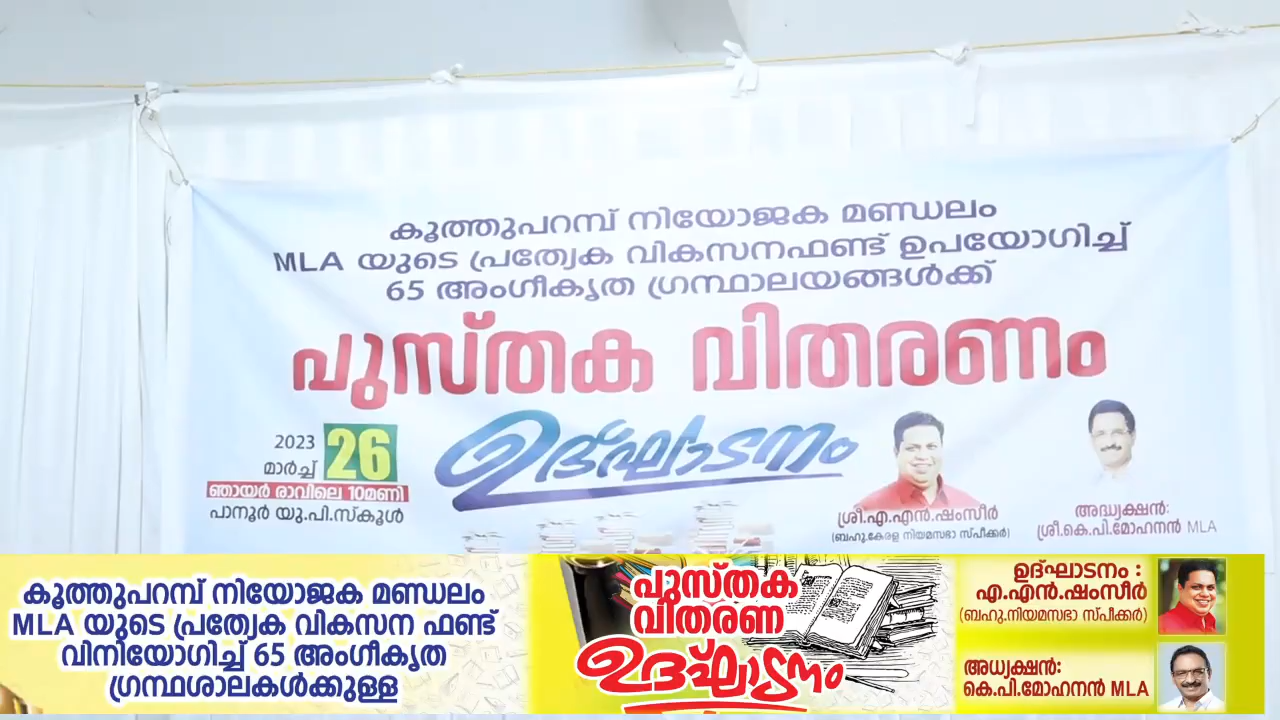 കൂത്തുപറമ്പ് നിയോജക മണ്ഡലം
MLA യുടെ പ്രത്യേക വികസനഫണ്ട് ഉപയോഗിച്ച്
65 അംഗീകൃത ഗ്രന്ഥാലയങ്ങൾക്ക്
പുസ്തക വിതരണം
ഉദ്ഘാടനം
2023
മാർച്ച് 26
ഞായർ രാവിലെ 10മണി
പാനൂർ യു.പി.സ്കൂൾ
ശ്രീ.എ.എൻ.ഷംസീർ
(ബഹു.കേരള നിയമസഭാ സ്പീക്കർ)
അദ്ധ്യക്ഷൻ:
ശ്രീ.കെ.പി.മോഹനൻ MLA
കൂത്തുപറമ്പ് നിയോജക മണ്ഡലം
MLA യുടെ പ്രത്യേക വികസന ഫണ്ട്
വിനിയോഗിച്ച് 65 അംഗീകൃത
ഗ്രന്ഥശാലകൾക്കുള്ള
പുസ്തക
വിതരണ
ഉദ്ഘാടനം
ഉദ്ഘാടനം :
എ.എൻ.ഷംസീർ
(ബഹു.നിയമസഭാ സ്പീക്കർ)
അധ്യക്ഷൻ:
കെ.പി.മോഹനൻ MLA